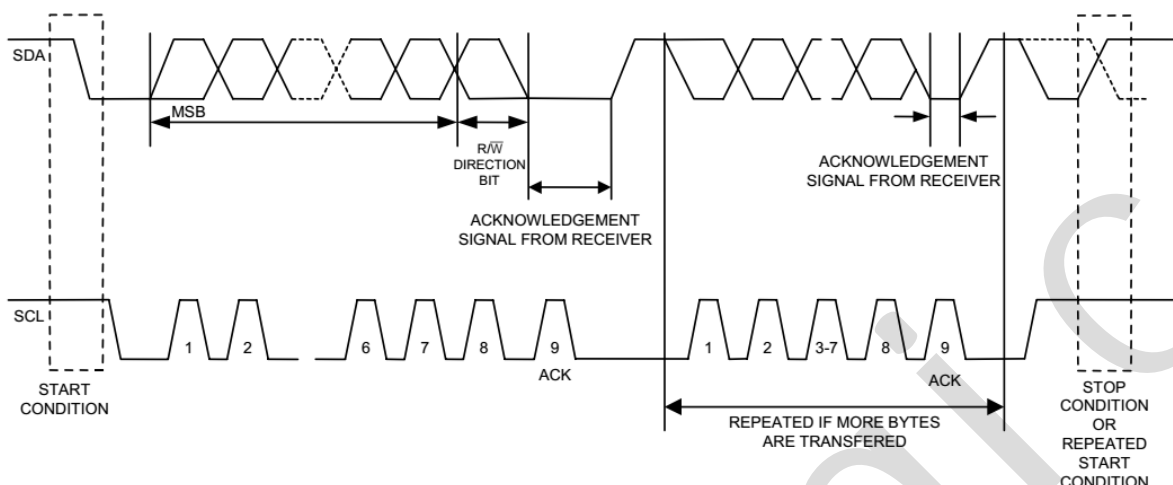 SDA
MSB
R/W̅
DIRECTION
BIT
ACKNOWLEDGEMENT
SIGNAL FROM RECEIVER
ACKNOWLEDGEMENT
SIGNAL FROM RECEIVER
SCL
1 2 6 7 8 9 1 2 3-7 8 9
ACK
ACK
START
CONDITION
REPEATED IF MORE BYTES
ARE TRANSFERED
STOP
CONDITION
OR
REPEATED
START
CONDITION